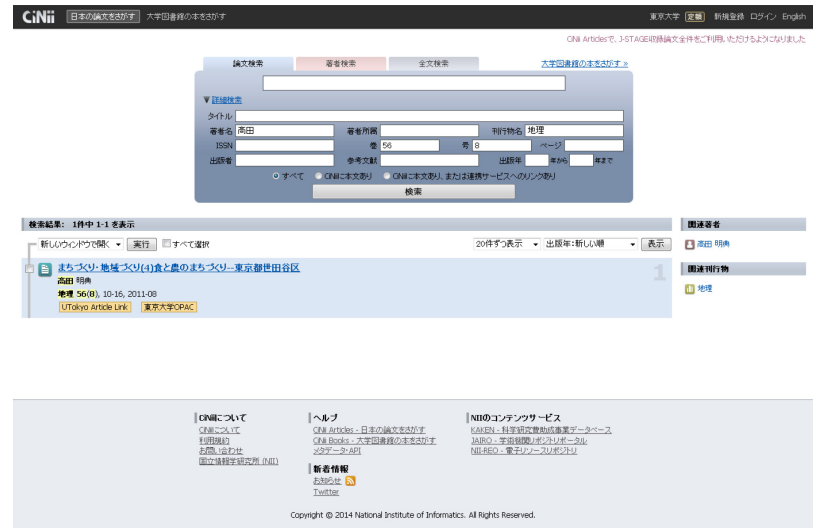 CiNii 日本の論文をさがす 大学図書館の本をさがす 東京大学 定額 新規登録 ログイン English
CiNii Articlesで、J-STAGE収録論文全件をご利用いただけるようになりました
論文検索 著者検索 全文検索 大学図書館の本をさがす »
▼ 詳細検索
タイトル
著者名 高田 著者所属 刊行物名 地理
ISSN 巻 56 号 8 ページ
出版者 参考文献 出版年 年から 年まで
すべて CiNiiに本文あり CiNiiに本文あり、または連携サービスへのリンクあり
検索
検索結果: 1件中 1-1 を表示
新しいウィンドウで開く 実行 すべて選択 20件ずつ表示 出版年:新しい順 表示
まちづくり・地域づくり(4)食と農のまちづくり--東京都世田谷区
高田 明典
地理 56(8), 10-16, 2011-08
UTokyo Article Link 東京大学OPAC
1
関連著者
高田 明典
関連刊行物
地理
CiNiiについて
CiNiiについて
利用規約
お問い合わせ
国立情報学研究所 (NII)
ヘルプ
CiNii Articles - 日本の論文をさがす
CiNii Books - 大学図書館の本をさがす
メタデータ・API
新着情報
お知らせ
Twitter
NIIのコンテンツサービス
KAKEN - 科学研究費助成事業データベース
JAIRO - 学術機関リポジトリポータル
NII-REO - 電子リソースリポジトリ
Copyright © 2014 National Institute of Informatics. All Rights Reserved.